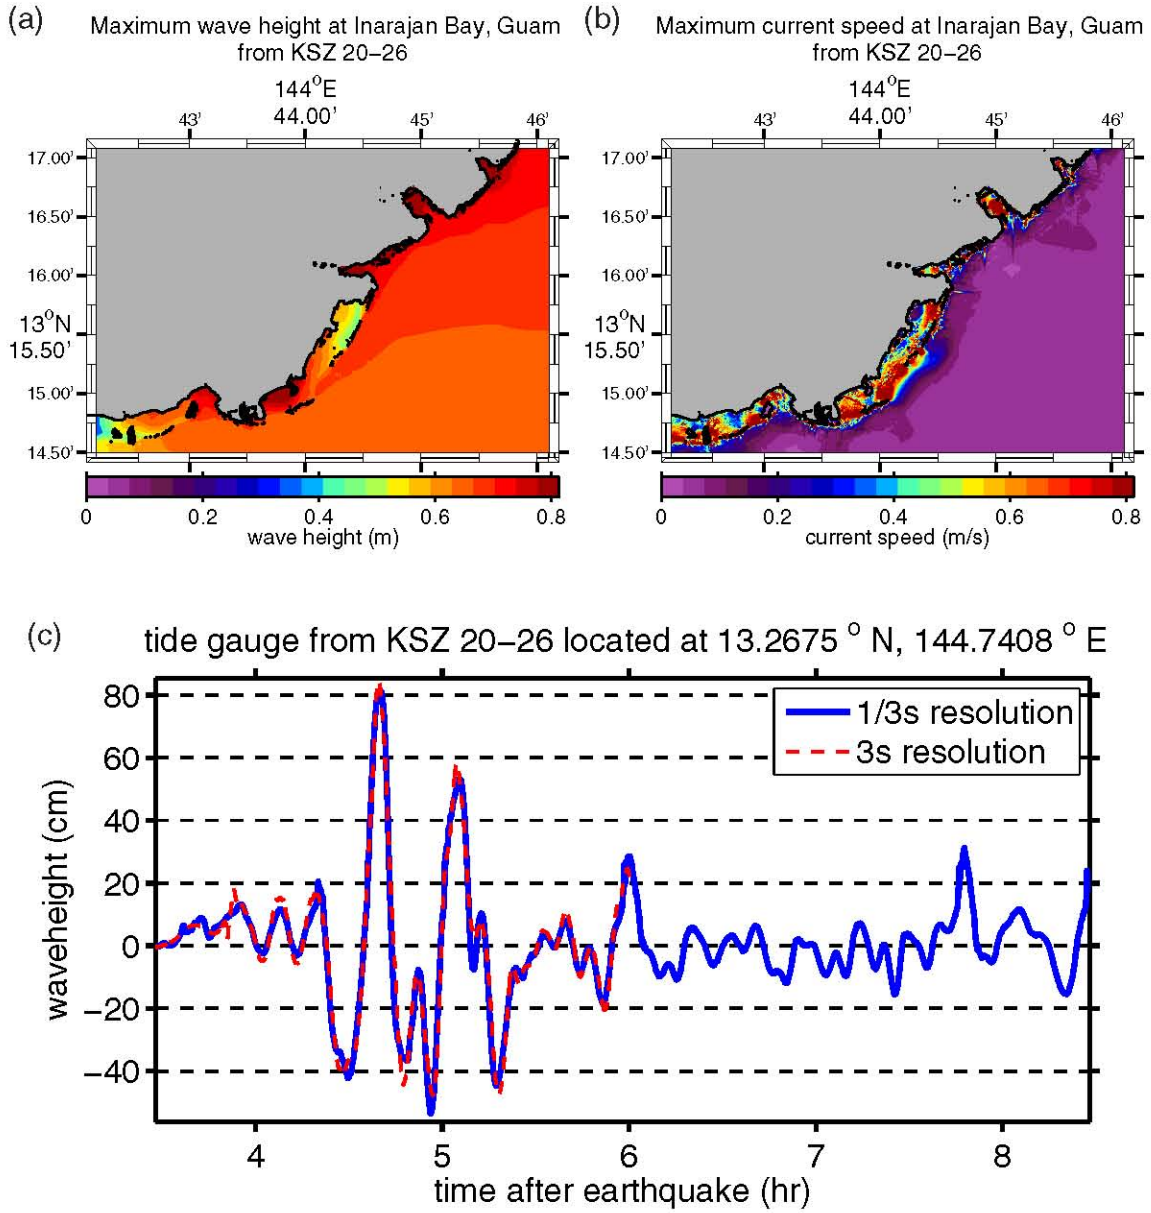 (a)
Maximum wave height at Inarajan Bay, Guam
from KSZ 20−26
144°E
43' 44.00' 45' 46'
17.00'
16.50'
16.00'
13°N
15.50'
15.00'
14.50'
0 0.2 0.4 0.6 0.8
wave height (m)
(b)
Maximum current speed at Inarajan Bay, Guam
from KSZ 20−26
144°E
43' 44.00' 45' 46'
17.00'
16.50'
16.00'
13°N
15.50'
15.00'
14.50'
0 0.2 0.4 0.6 0.8
current speed (m/s)
(c)
tide gauge from KSZ 20−26 located at 13.2675 ° N, 144.7408 ° E
1/3s resolution
3s resolution
waveheight (cm)
80
60
40
20
0
−20
−40
4 5 6 7 8
time after earthquake (hr)